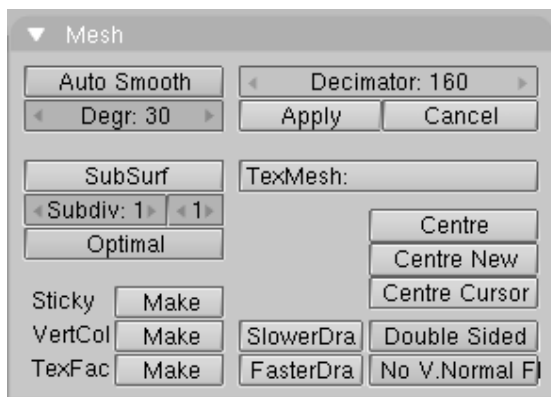 Mesh
Auto Smooth
Decimator: 160
Degr: 30
Apply
Cancel
SubSurf
TexMesh:
Subdiv: 1
1
Optimal
Centre
Centre New
Centre Cursor
Sticky
Make
VertCol
Make
SlowerDra
Double Sided
TexFac
Make
FasterDra
No V.Normal Fl